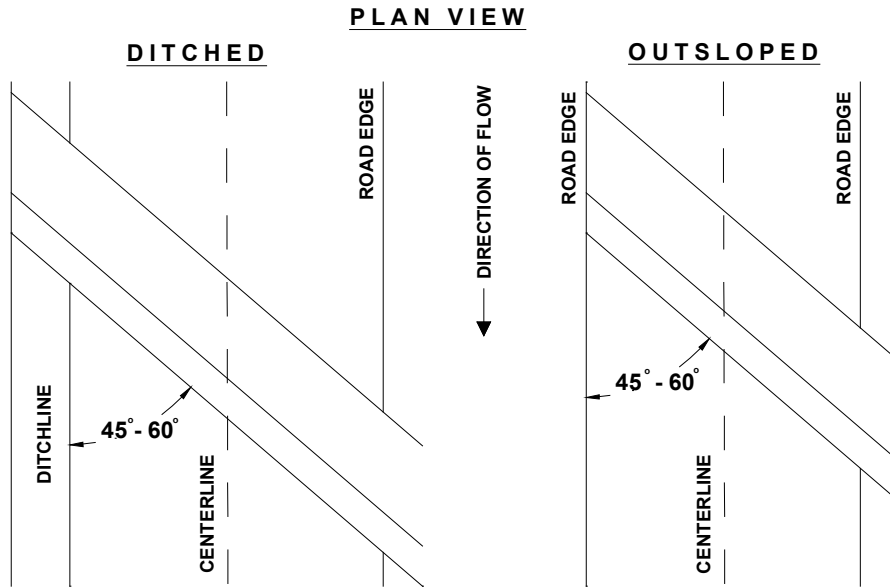 PLAN VIEW
DITCHED
OUTSLOPED
ROAD EDGE
DIRECTION OF FLOW
ROAD EDGE
ROAD EDGE
45° - 60°
45° - 60°
DITCHLINE
CENTERLINE
CENTERLINE